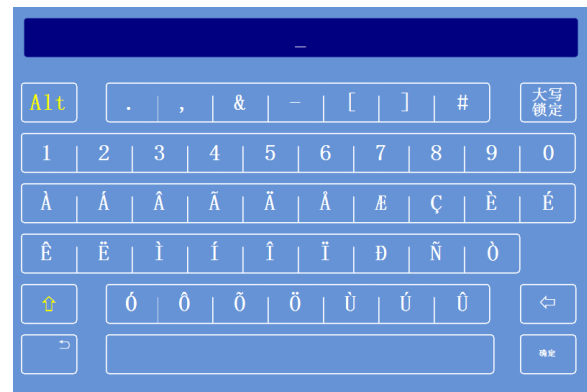 _
Alt . , & - [ ] # 大写锁定
1 2 3 4 5 6 7 8 9 0
À Á Â Ã Ä Å Æ Ç È É
Ê Ë Ì Í Î Ï Ð Ñ Ò
Ó Ô Õ Ö Ù Ú Û
确定